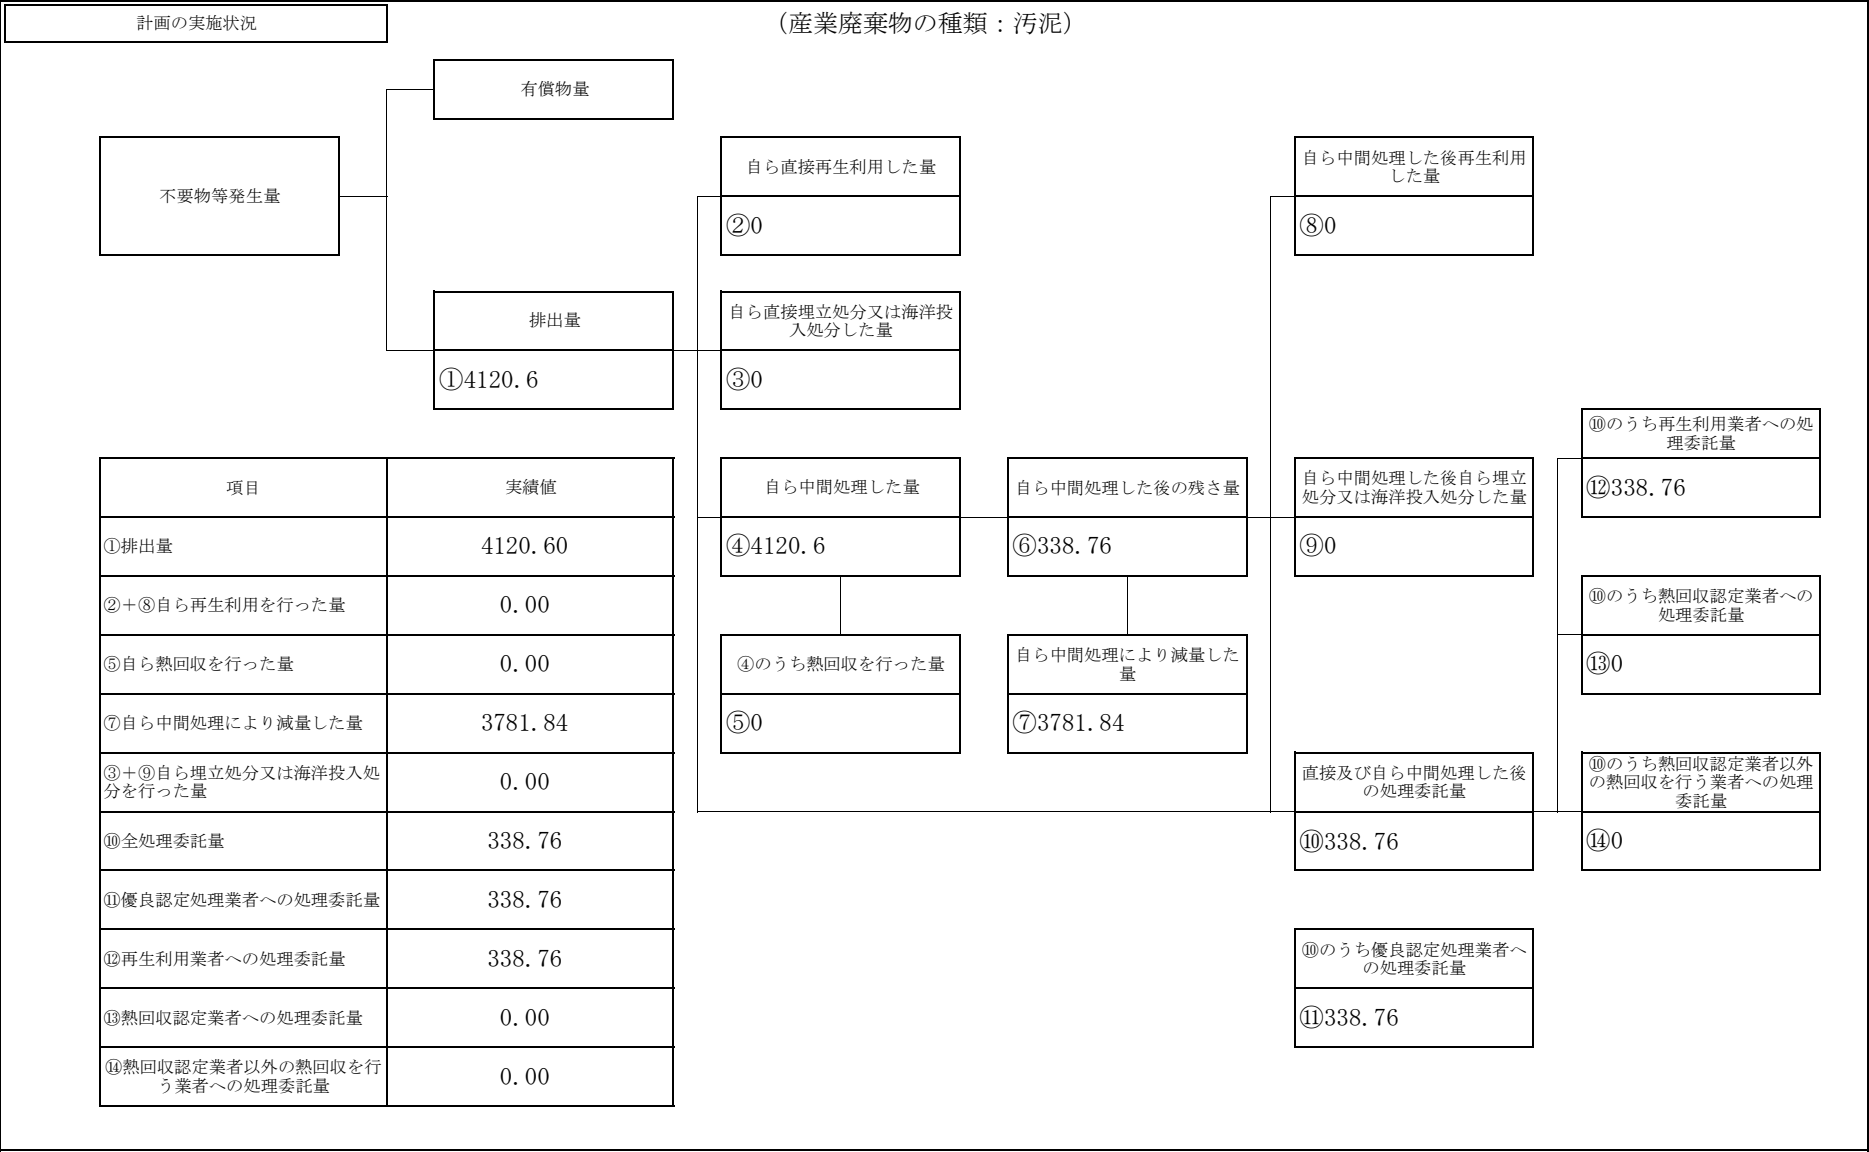 計画の実施状況
（産業廃棄物の種類：汚泥）
有償物量
不要物等発生量
排出量
①4120.6
自ら直接再生利用した量
②0
自ら直接埋立処分又は海洋投
入処分した量
③0
自ら中間処理した量
④4120.6
④のうち熱回収を行った量
⑤0
自ら中間処理した後の残さ量
⑥338.76
自ら中間処理により減量した
量
⑦3781.84
自ら中間処理した後再生利用
した量
⑧0
自ら中間処理した後自ら埋立
処分又は海洋投入処分した量
⑨0
直接及び自ら中間処理した後
の処理委託量
⑩338.76
⑩のうち優良認定処理業者へ
の処理委託量
⑪338.76
⑩のうち再生利用業者への処
理委託量
⑫338.76
⑩のうち熱回収認定業者への
処理委託量
⑬0
⑩のうち熱回収認定業者以外
の熱回収を行う業者への処理
委託量
⑭0
項目 実績値
①排出量 4120.60
②＋⑧自ら再生利用を行った量 0.00
⑤自ら熱回収を行った量 0.00
⑦自ら中間処理により減量した量 3781.84
③＋⑨自ら埋立処分又は海洋投入処
分を行った量 0.00
⑩全処理委託量 338.76
⑪優良認定処理業者への処理委託量 338.76
⑫再生利用業者への処理委託量 338.76
⑬熱回収認定業者への処理委託量 0.00
⑭熱回収認定業者以外の熱回収を行
う業者への処理委託量 0.00